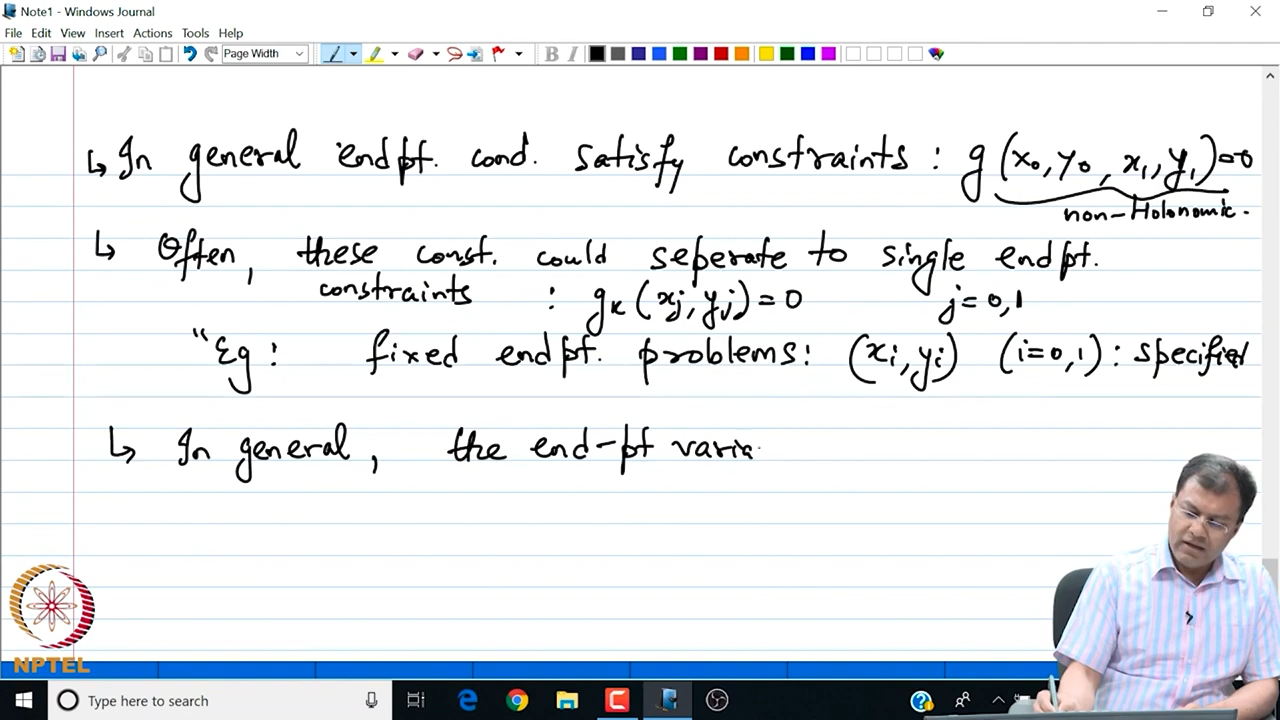 Note1 - Windows Journal
File Edit View Insert Actions Tools Help
Page Width
↳ In general endpt. cond. satisfy constraints : g(x₀, y₀, x₁, y₁)=0
non-Holonomic.
↳ Often, these const. could seperate to single endpt.
constraints : gₖ(xⱼ, yⱼ) = 0 j = 0,1
"Eg : fixed endpt. problems: (xᵢ, yᵢ) (i=0,1) : specified
↳ In general, the end-pt varia
NPTEL
Type here to search